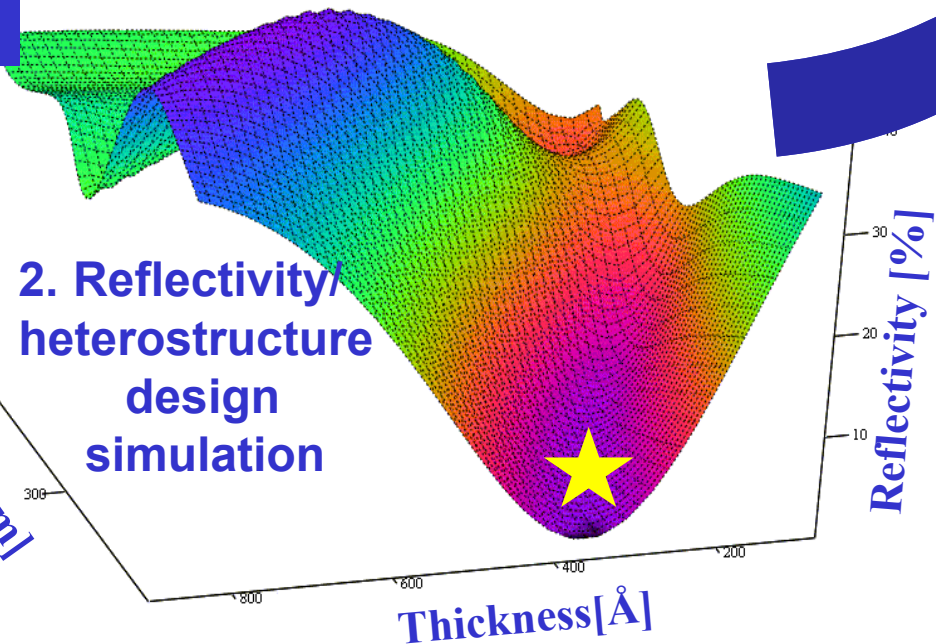 30
Reflectivity [%]
20
2. Reflectivity/
heterostructure
design
simulation
10
300
m]
200
400
600
800
Thickness[Å]